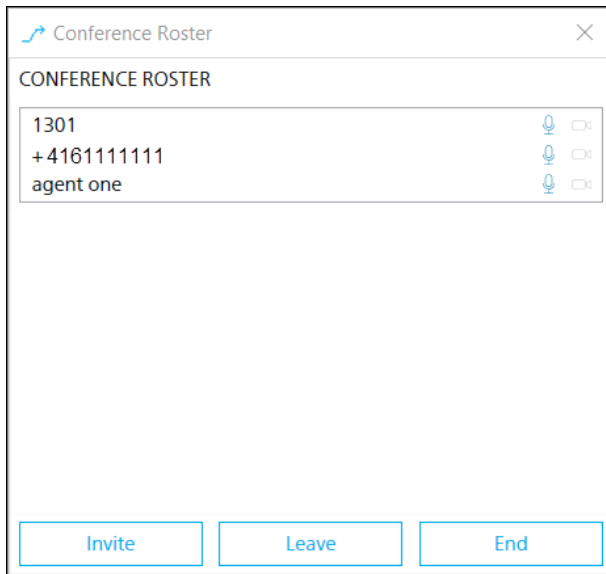 Conference Roster
CONFERENCE ROSTER
1301
+4161111111
agent one
Invite Leave End